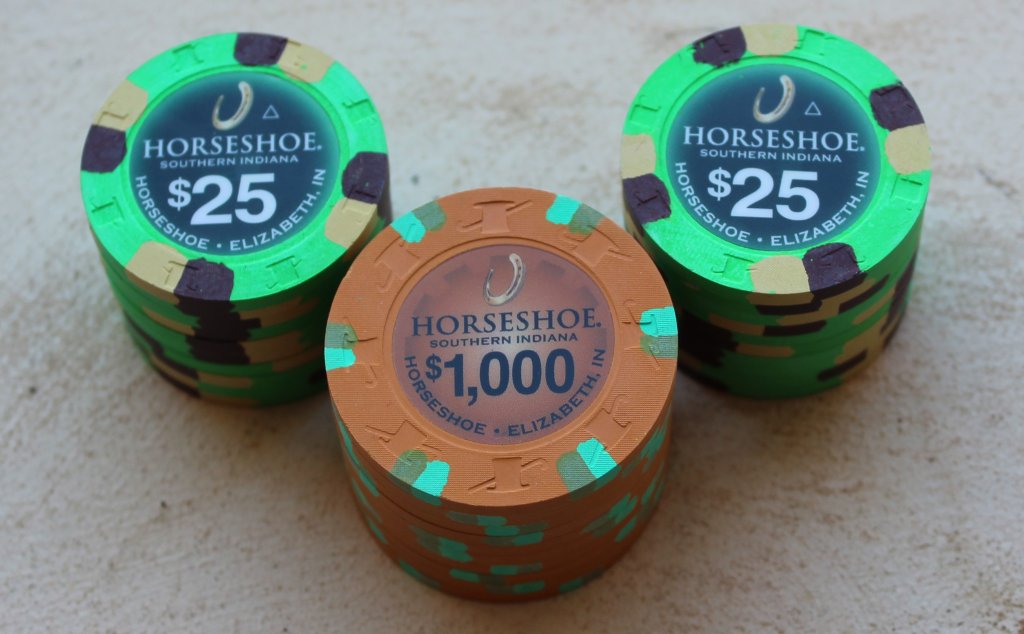 HORSESHOE.
SOUTHERN INDIANA
$25
HORSESHOE • ELIZABETH, IN
HORSESHOE.
SOUTHERN INDIANA
$25
HORSESHOE • ELIZABETH, IN
HORSESHOE.
SOUTHERN INDIANA
$1,000
HORSESHOE • ELIZABETH, IN